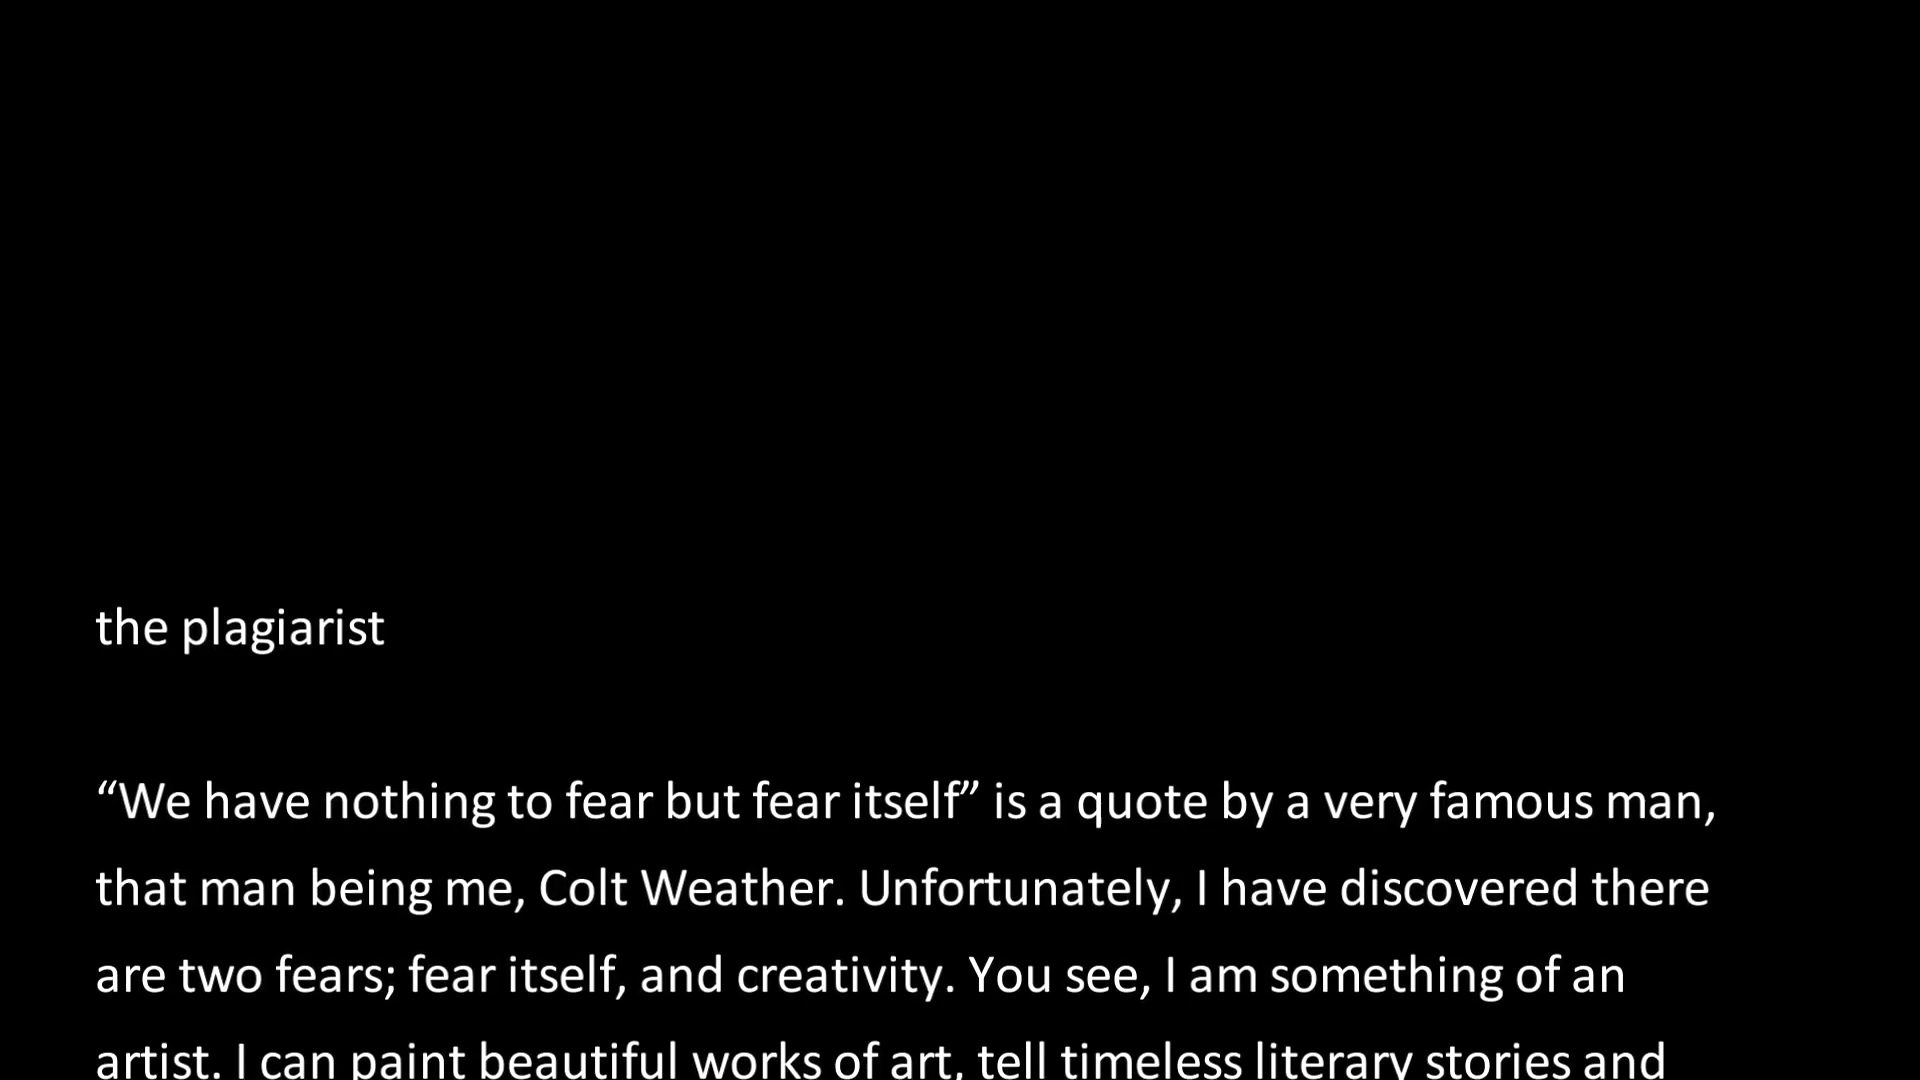 the plagiarist
“We have nothing to fear but fear itself” is a quote by a very famous man,
that man being me, Colt Weather. Unfortunately, I have discovered there
are two fears; fear itself, and creativity. You see, I am something of an
artist. I can paint beautiful works of art, tell timeless literary stories and